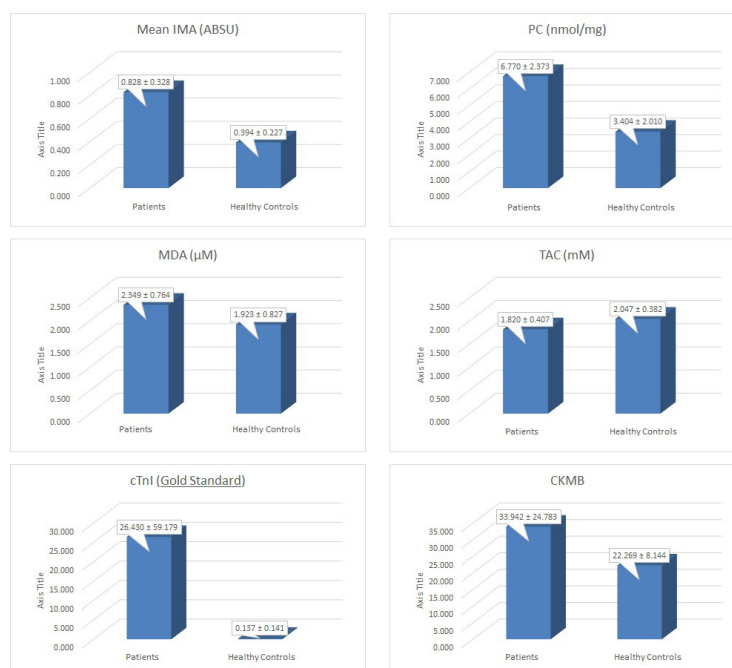 Mean IMA (ABSU)
Axis Title
1.000
0.800
0.600
0.400
0.200
0.000
0.828 ± 0.328
0.394 ± 0.227
Patients
Healthy Controls
PC (nmol/mg)
Axis Title
7.000
6.000
5.000
4.000
3.000
2.000
1.000
0.000
6.770 ± 2.373
3.404 ± 2.010
Patients
Healthy Controls
MDA (µM)
Axis Title
2.500
2.000
1.500
1.000
0.500
0.000
2.349 ± 0.764
1.923 ± 0.827
Patients
Healthy Controls
TAC (mM)
Axis Title
2.500
2.000
1.500
1.000
0.500
0.000
1.820 ± 0.407
2.047 ± 0.382
Patients
Healthy Controls
cTnI (Gold Standard)
Axis Title
30.000
25.000
20.000
15.000
10.000
5.000
0.000
26.430 ± 59.179
0.137 ± 0.141
Patients
Healthy Controls
CKMB
Axis Title
35.000
30.000
25.000
20.000
15.000
10.000
5.000
0.000
33.942 ± 24.783
22.269 ± 8.144
Patients
Healthy Controls